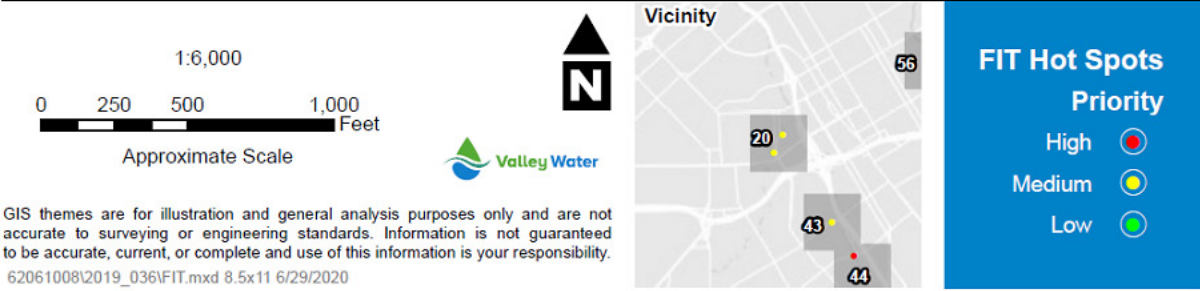 1:6,000
0 250 500 1,000
Feet
Approximate Scale
N
Valley Water
GIS themes are for illustration and general analysis purposes only and are not
accurate to surveying or engineering standards. Information is not guaranteed
to be accurate, current, or complete and use of this information is your responsibility.
62061008\2019_036\FIT.mxd 8.5x11 6/29/2020
Vicinity
56
20
43
44
FIT Hot Spots
Priority
High
Medium
Low